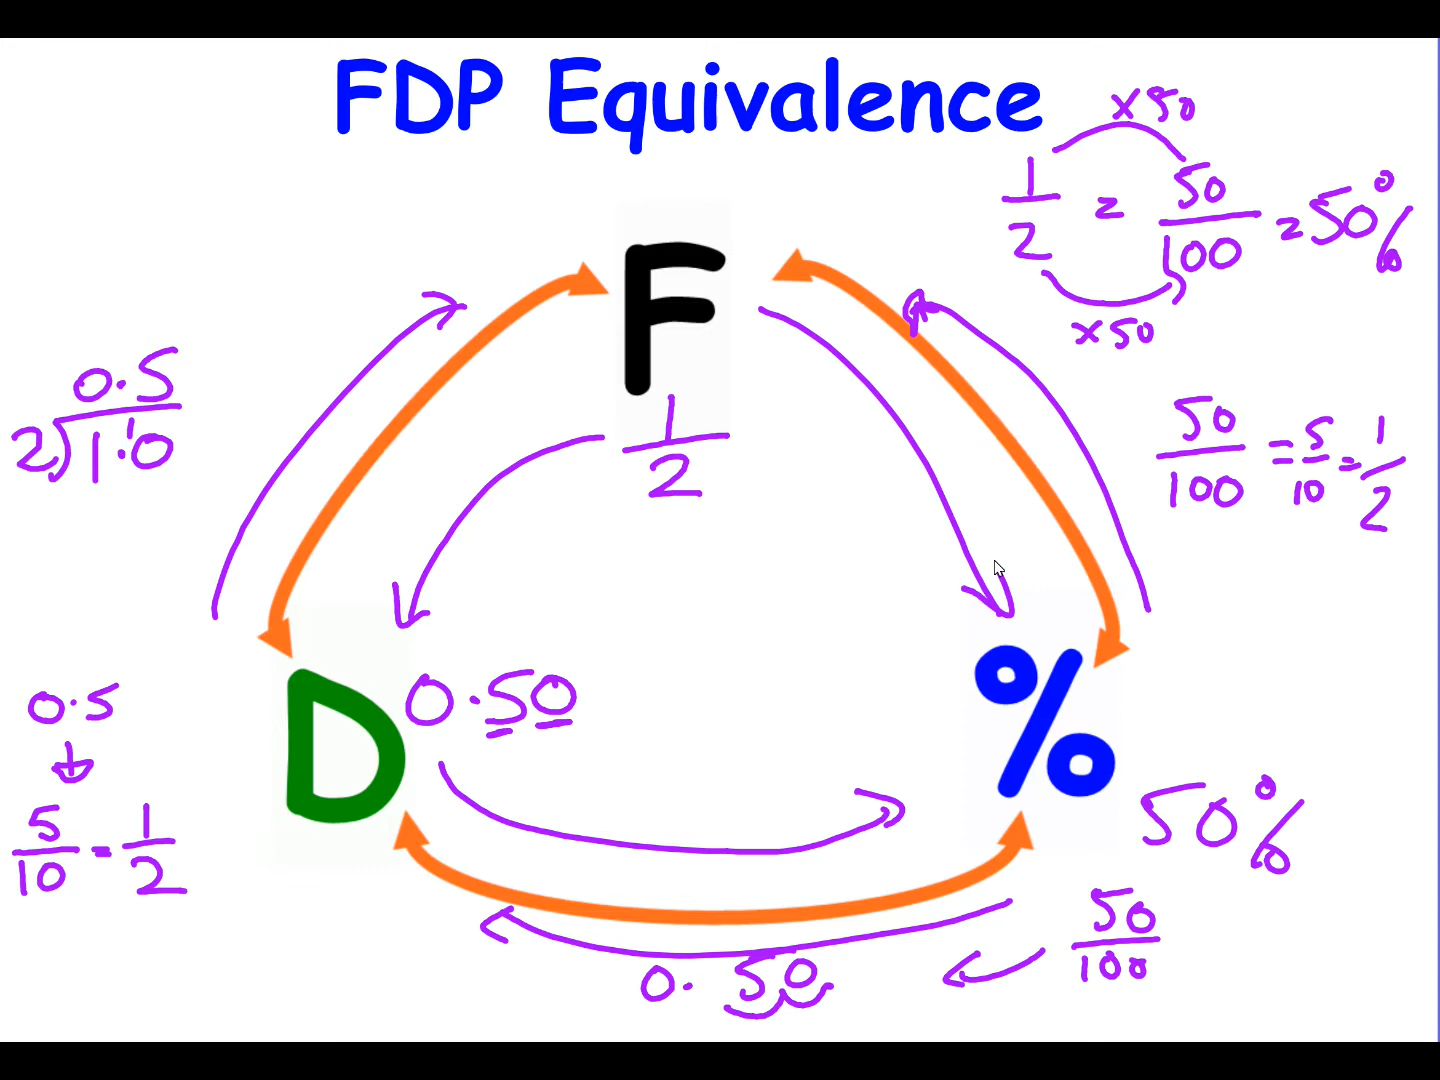 FDP Equivalence
×50
1/2 = 50/100 = 50%
×50
F
1/2
0.5
2)1.¹0
50/100 = 5/10 = 1/2
D
0.50
%
50%
0.5
5/10 = 1/2
50/100
0.50